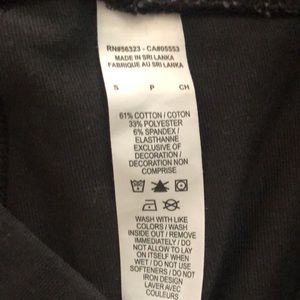 RN#56323 - CA#05553
MADE IN SRI LANKA
FABRIQUE AU SRI LANKA
S P CH
61% COTTON / COTON
33% POLYESTER
6% SPANDEX /
ELASTHANNE
EXCLUSIVE OF
DECORATION /
DECORATION NON
COMPRISE
WASH WITH LIKE
COLORS / WASH
INSIDE OUT / REMOVE
IMMEDIATELY / DO
NOT ALLOW TO LAY
ON ITSELF WHEN
WET / DO NOT USE
SOFTENERS / DO NOT
IRON DESIGN
LAVER AVEC
COULEURS